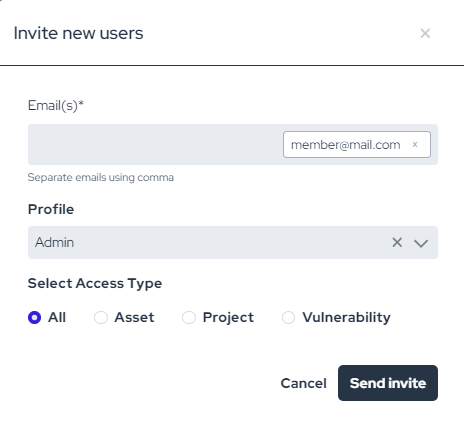 Invite new users
×
Email(s)*
member@mail.com x
Separate emails using comma
Profile
Admin
Select Access Type
All Asset Project Vulnerability
Cancel Send invite